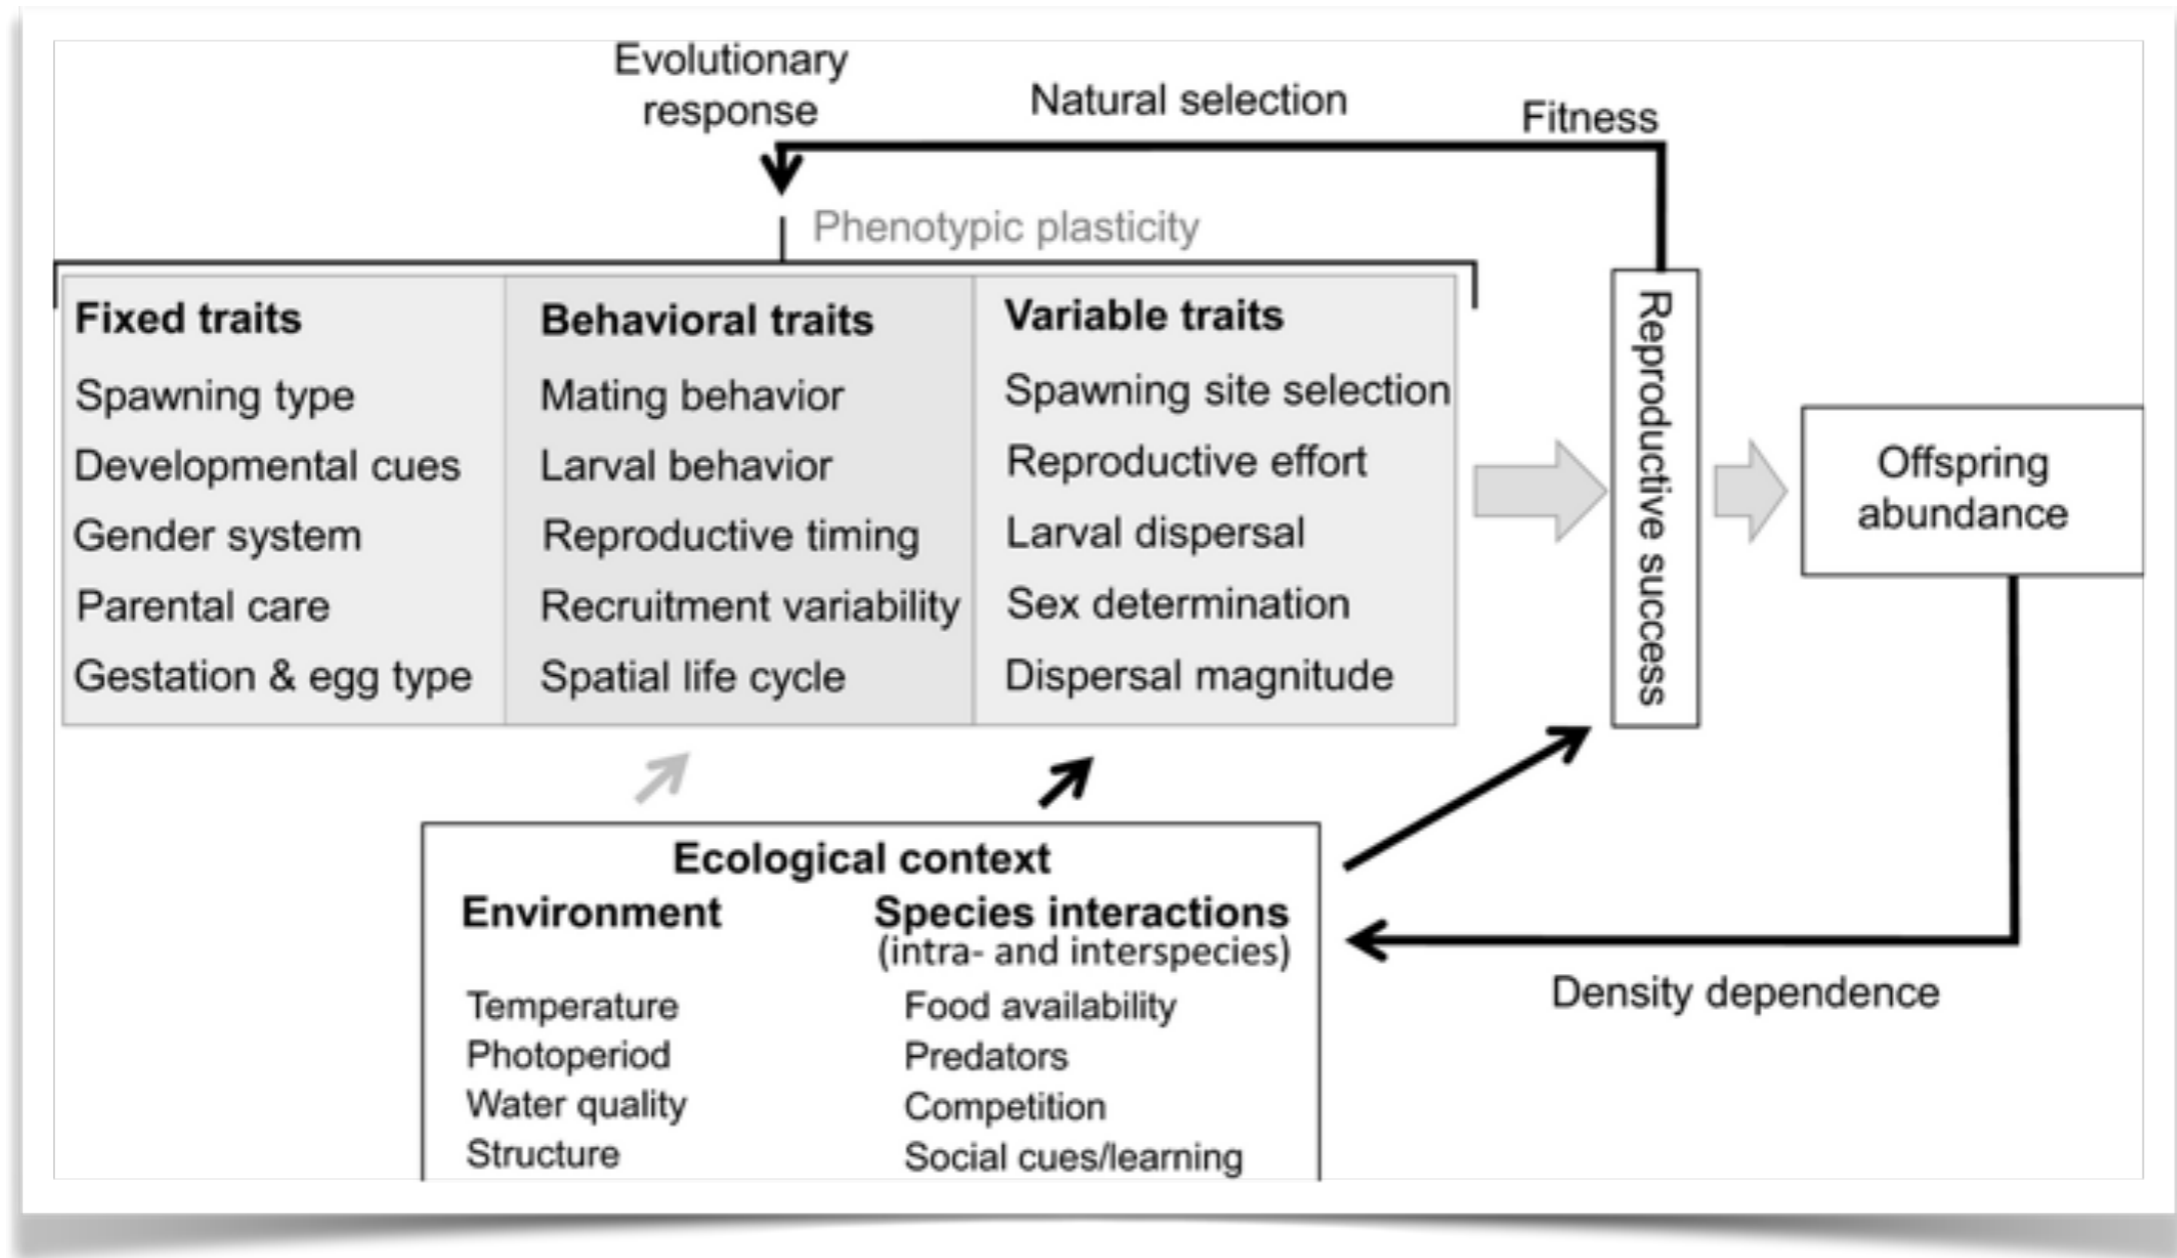 Evolutionary
response
Natural selection
Fitness
Phenotypic plasticity
Fixed traits
Spawning type
Developmental cues
Gender system
Parental care
Gestation & egg type
Behavioral traits
Mating behavior
Larval behavior
Reproductive timing
Recruitment variability
Spatial life cycle
Variable traits
Spawning site selection
Reproductive effort
Larval dispersal
Sex determination
Dispersal magnitude
Reproductive success
Offspring
abundance
Ecological context
Environment
Temperature
Photoperiod
Water quality
Structure
Species interactions
(intra- and interspecies)
Food availability
Predators
Competition
Social cues/learning
Density dependence